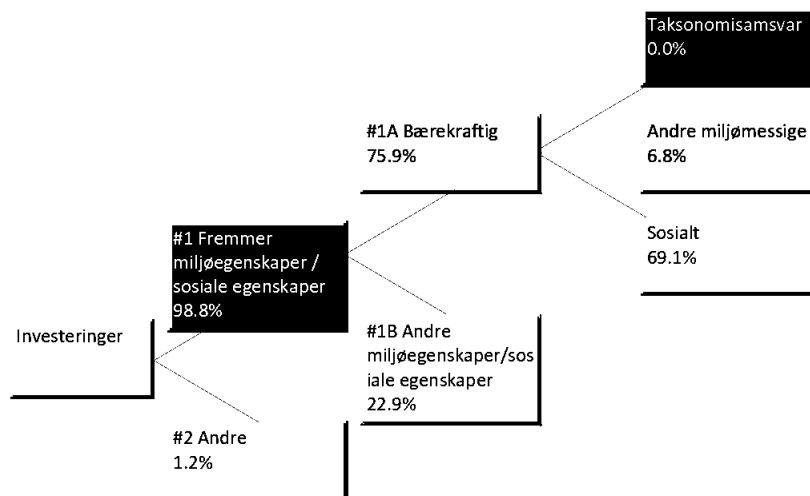 Taksonomisamsvar
0.0%
#1A Bærekraftig
75.9%
Andre miljømessige
6.8%
#1 Fremmer
miljøegenskaper /
sosiale egenskaper
98.8%
Sosialt
69.1%
Investeringer
#1B Andre
miljøegenskaper/sos
iale egenskaper
22.9%
#2 Andre
1.2%